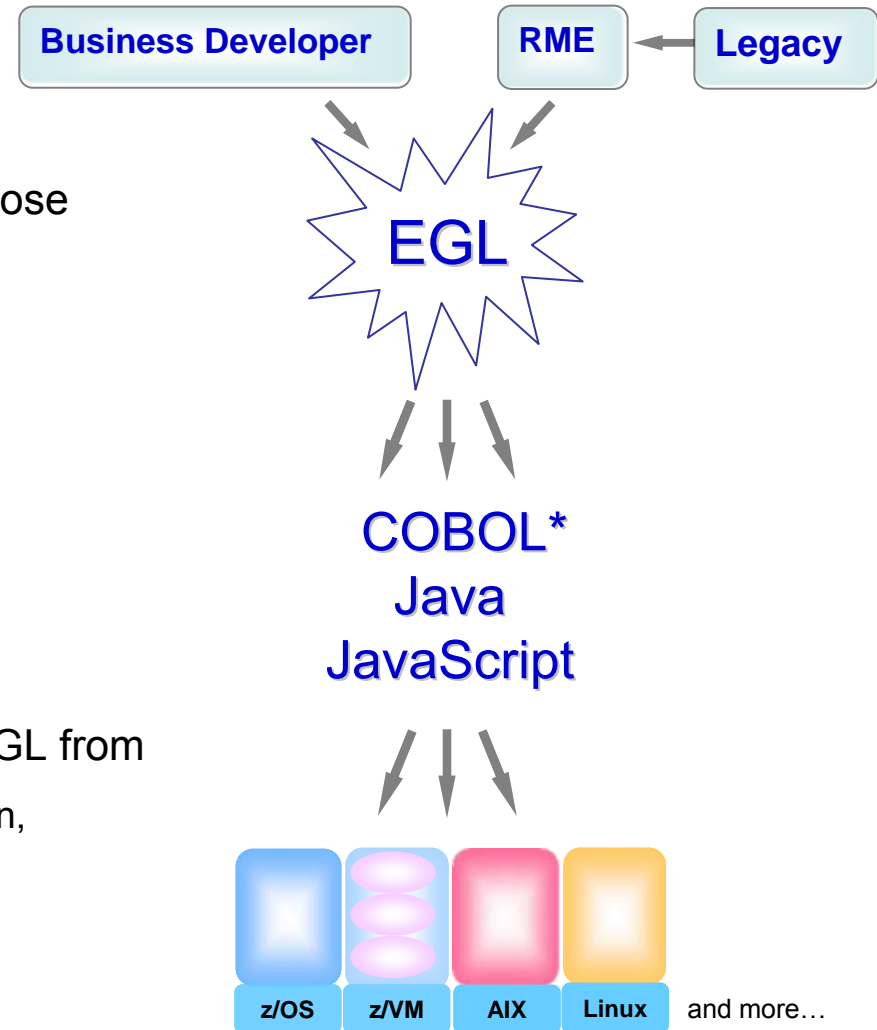 Business Developer
RME
Legacy
ose
EGL
COBOL*
Java
JavaScript
GL from
n,
z/OS
z/VM
AIX
Linux
and more…